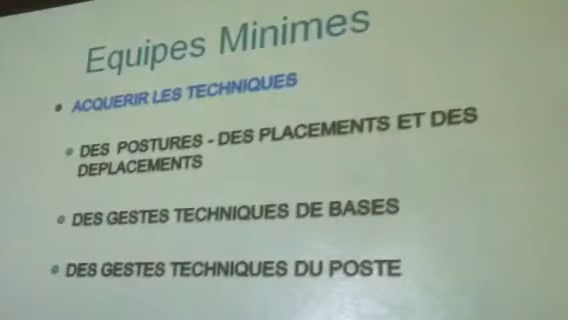 Equipes Minimes
• ACQUERIR LES TECHNIQUES
• DES POSTURES - DES PLACEMENTS ET DES
DEPLACEMENTS
• DES GESTES TECHNIQUES DE BASES
• DES GESTES TECHNIQUES DU POSTE